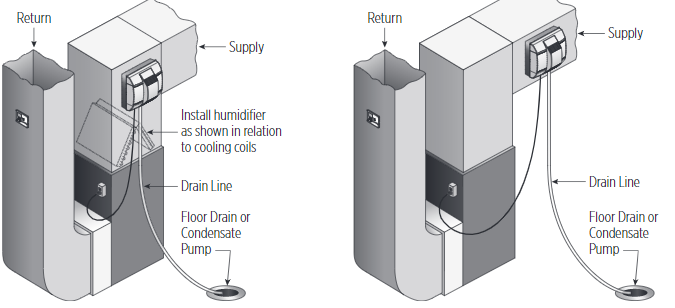 Return
Supply
Install humidifier
as shown in relation
to cooling coils
Drain Line
Floor Drain or
Condensate
Pump
Return
Supply
Drain Line
Floor Drain or
Condensate
Pump